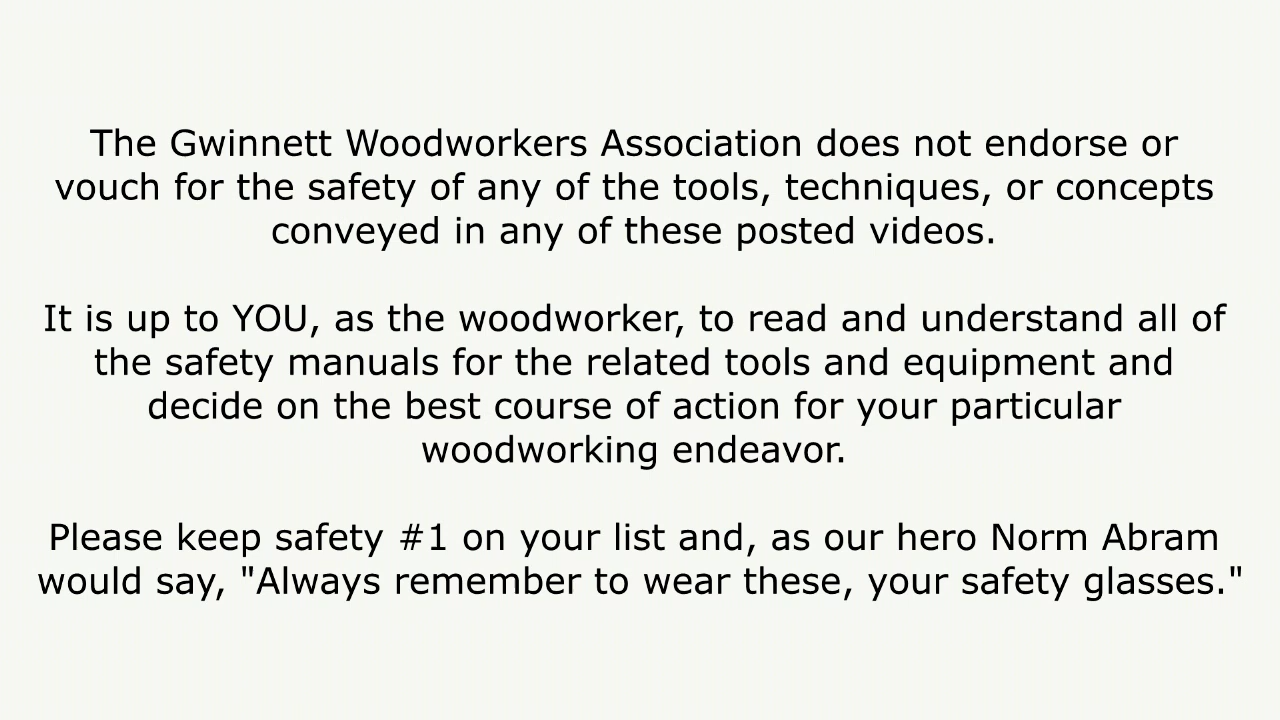 The Gwinnett Woodworkers Association does not endorse or
vouch for the safety of any of the tools, techniques, or concepts
conveyed in any of these posted videos.
It is up to YOU, as the woodworker, to read and understand all of
the safety manuals for the related tools and equipment and
decide on the best course of action for your particular
woodworking endeavor.
Please keep safety #1 on your list and, as our hero Norm Abram
would say, "Always remember to wear these, your safety glasses."